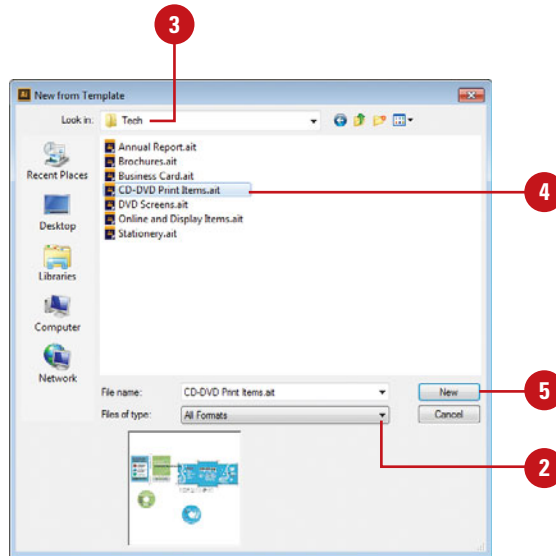 3
New from Template
Look in: Tech
Annual Report.ait
Brochures.ait
Business Card.ait
CD-DVD Print Items.ait
DVD Screens.ait
Online and Display Items.ait
Stationery.ait
Recent Places
Desktop
Libraries
Computer
Network
4
File name: CD-DVD Print Items.ait New
5
Files of type: All Formats Cancel
2